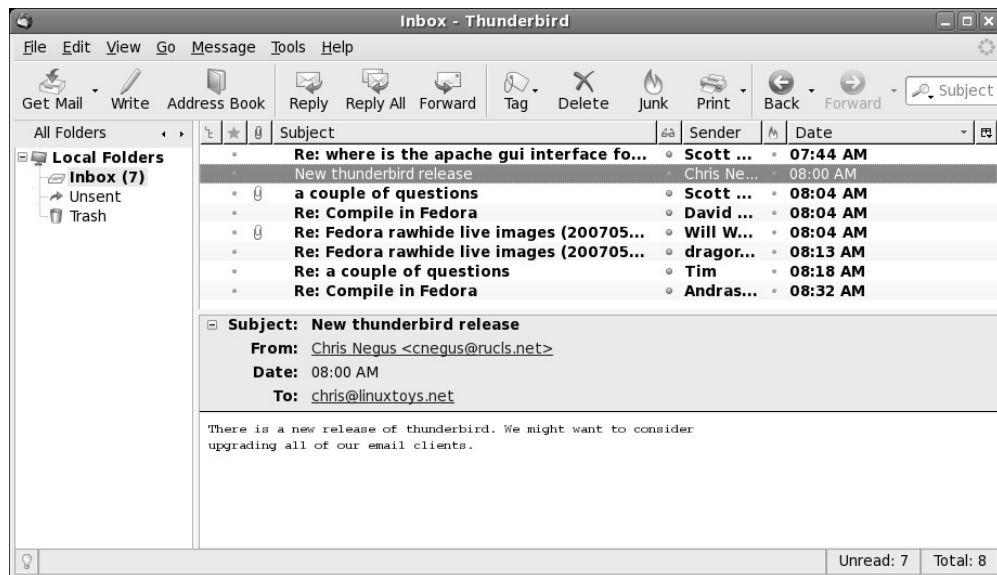 Inbox - Thunderbird
File Edit View Go Message Tools Help
Get Mail Write Address Book Reply Reply All Forward Tag Delete Junk Print Back Forward Subject
All Folders Subject Sender Date
Local Folders
Inbox (7)
Unsent
Trash
Re: where is the apache gui interface fo... Scott ... 07:44 AM
New thunderbird release Chris Ne... 08:00 AM
a couple of questions Scott ... 08:04 AM
Re: Compile in Fedora David ... 08:04 AM
Re: Fedora rawhide live images (200705... Will W... 08:04 AM
Re: Fedora rawhide live images (200705... dragor... 08:13 AM
Re: a couple of questions Tim 08:18 AM
Re: Compile in Fedora Andras... 08:32 AM
Subject: New thunderbird release
From: Chris Negus <cnegus@rucls.net>
Date: 08:00 AM
To: chris@linuxtoys.net
There is a new release of thunderbird. We might want to consider
upgrading all of our email clients.
Unread: 7 Total: 8